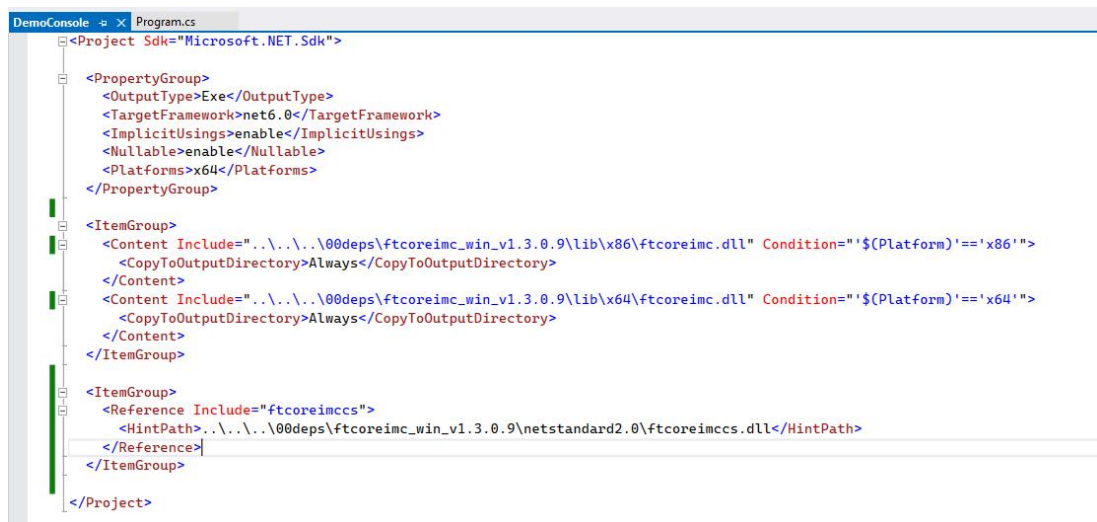 DemoConsole Program.cs
<Project Sdk="Microsoft.NET.Sdk">
<PropertyGroup>
<OutputType>Exe</OutputType>
<TargetFramework>net6.0</TargetFramework>
<ImplicitUsings>enable</ImplicitUsings>
<Nullable>enable</Nullable>
<Platforms>x64</Platforms>
</PropertyGroup>
<ItemGroup>
<Content Include="..\..\..\00deps\ftcoreimc_win_v1.3.0.9\lib\x86\ftcoreimc.dll" Condition="'$(Platform)'=='x86'">
<CopyToOutputDirectory>Always</CopyToOutputDirectory>
</Content>
<Content Include="..\..\..\00deps\ftcoreimc_win_v1.3.0.9\lib\x64\ftcoreimc.dll" Condition="'$(Platform)'=='x64'">
<CopyToOutputDirectory>Always</CopyToOutputDirectory>
</Content>
</ItemGroup>
<ItemGroup>
<Reference Include="ftcoreimccs">
<HintPath>..\..\..\00deps\ftcoreimc_win_v1.3.0.9\netstandard2.0\ftcoreimccs.dll</HintPath>
</Reference>
</ItemGroup>
</Project>